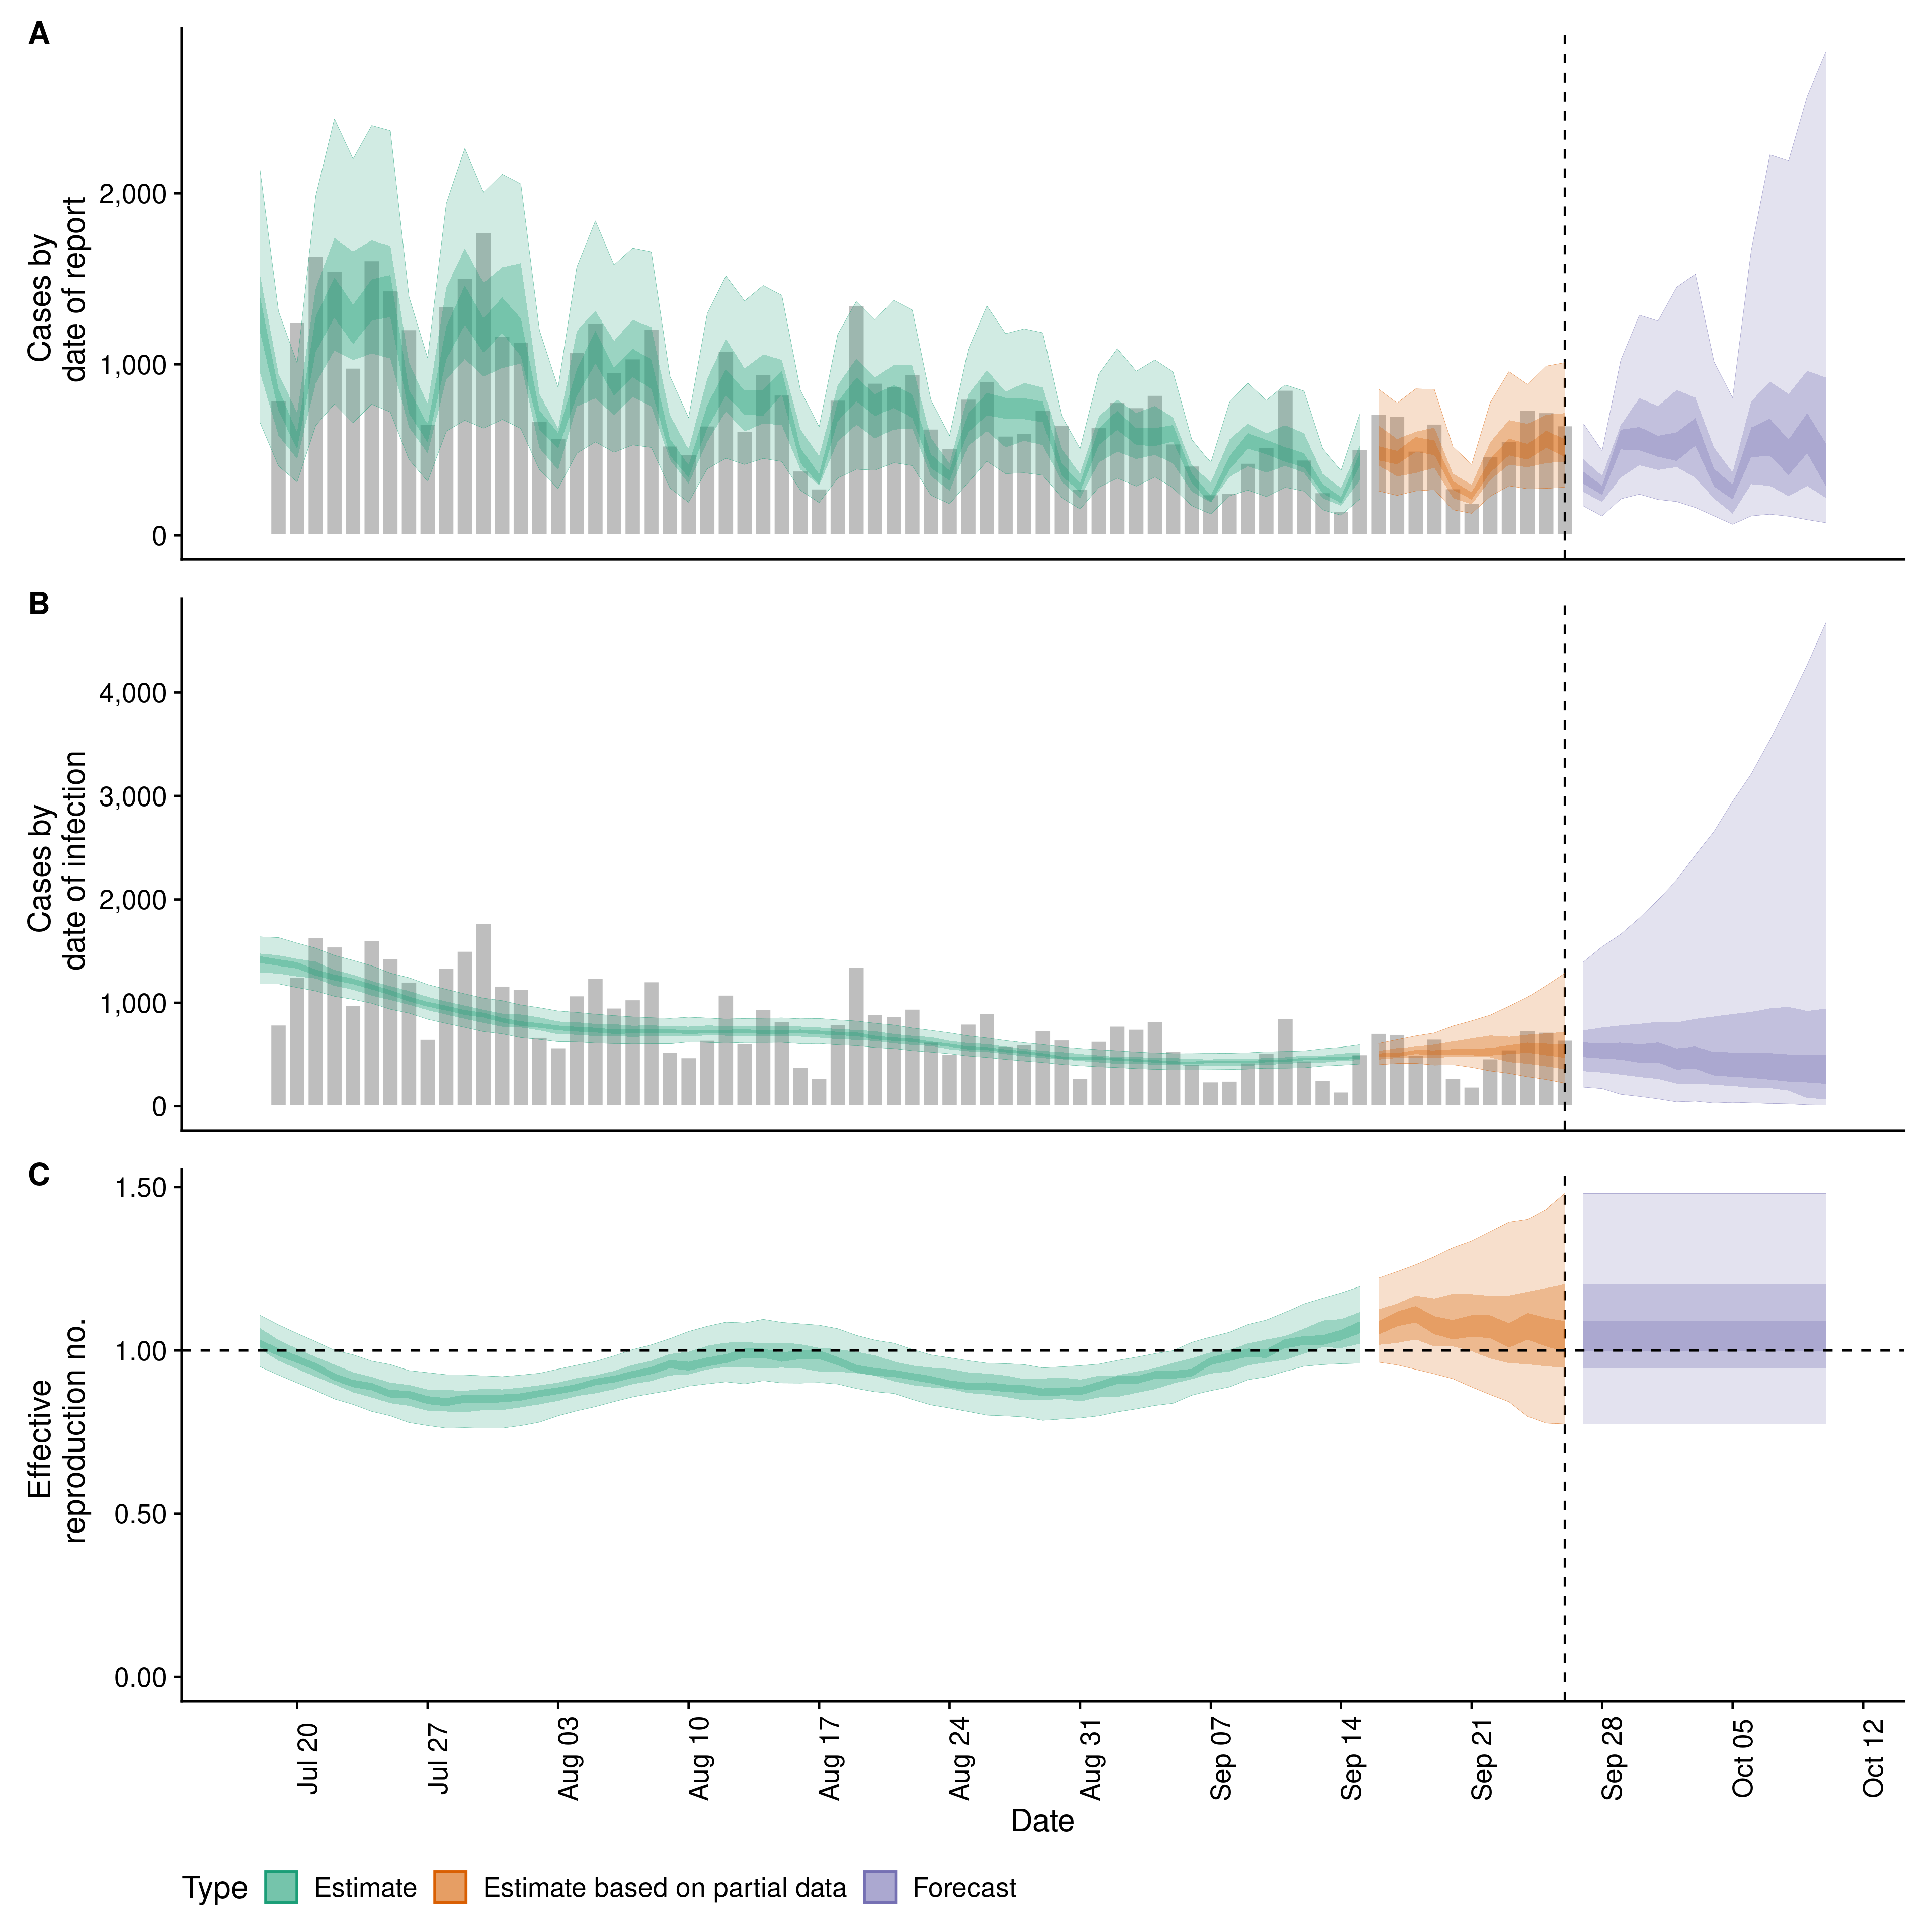 A
Cases by
date of report
2,000
1,000
0
B
Cases by
date of infection
4,000
3,000
2,000
1,000
0
C
Effective
reproduction no.
1.50
1.00
0.50
0.00
Jul 20
Jul 27
Aug 03
Aug 10
Aug 17
Aug 24
Aug 31
Sep 07
Sep 14
Sep 21
Sep 28
Oct 05
Oct 12
Date
Type Estimate Estimate based on partial data Forecast